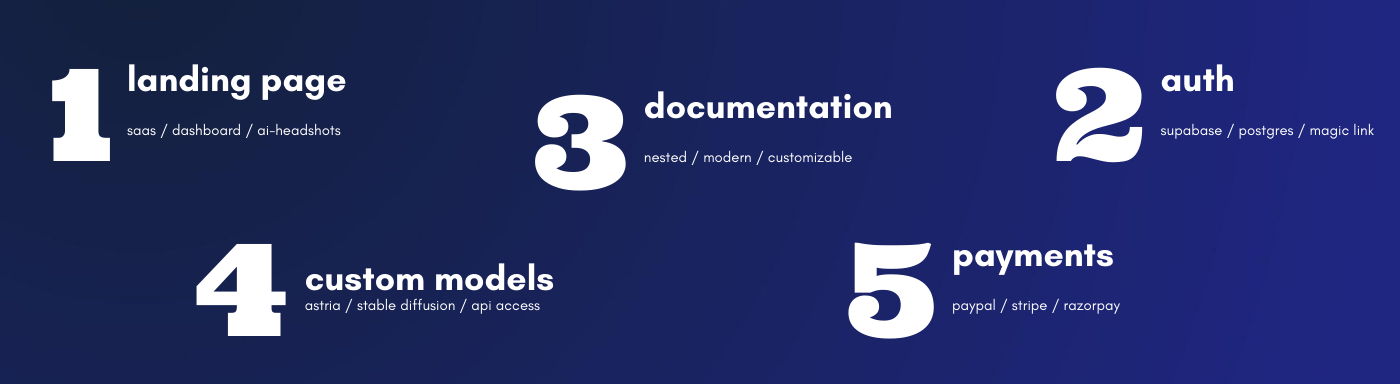 1
landing page
saas / dashboard / ai-headshots
3
documentation
nested / modern / customizable
2
auth
supabase / postgres / magic link
4
custom models
astria / stable diffusion / api access
5
payments
paypal / stripe / razorpay